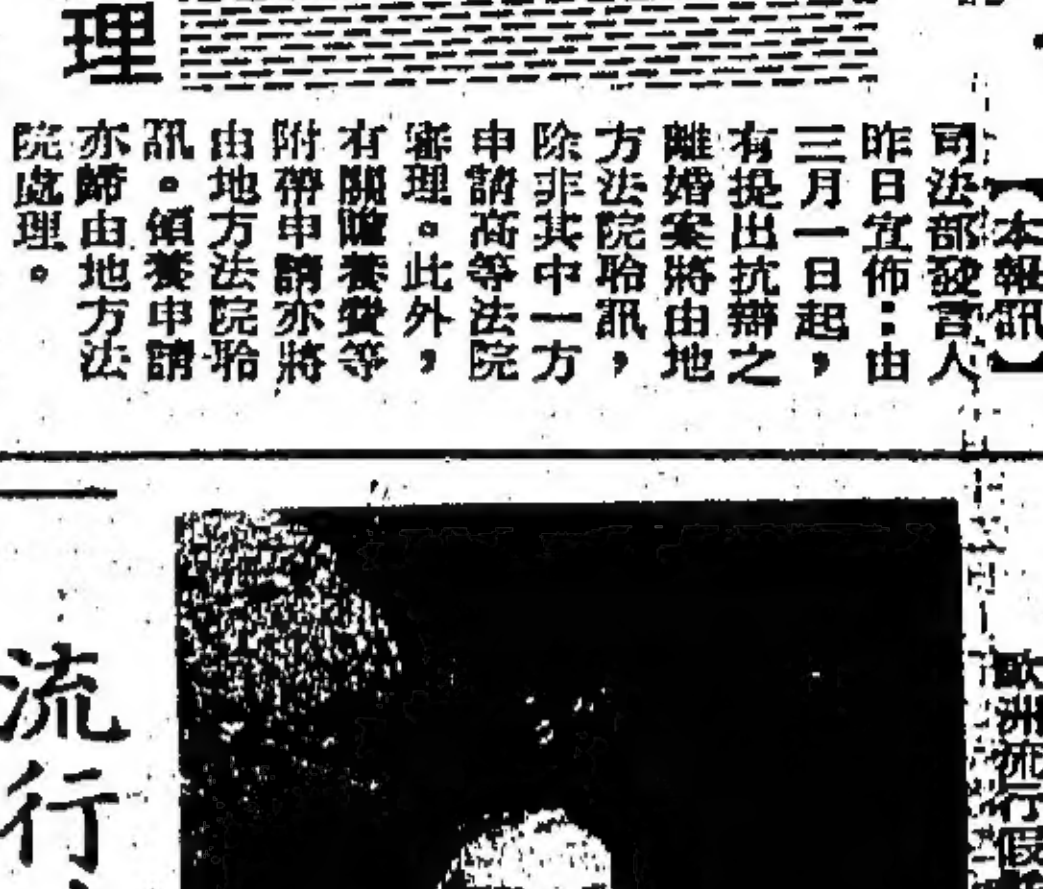 理
【本報訊】
司法部發言人
昨日宣佈：由
三月一日起，
有提出抗辯之
離婚案將由地
方法院聆訊，
除非其中一方
申請高等法院
審理。此外，
有關贍養費等
附帶申請亦將
由地方法院聆
訊。領養申請
亦歸由地方法
院處理。
歐洲流行
流行